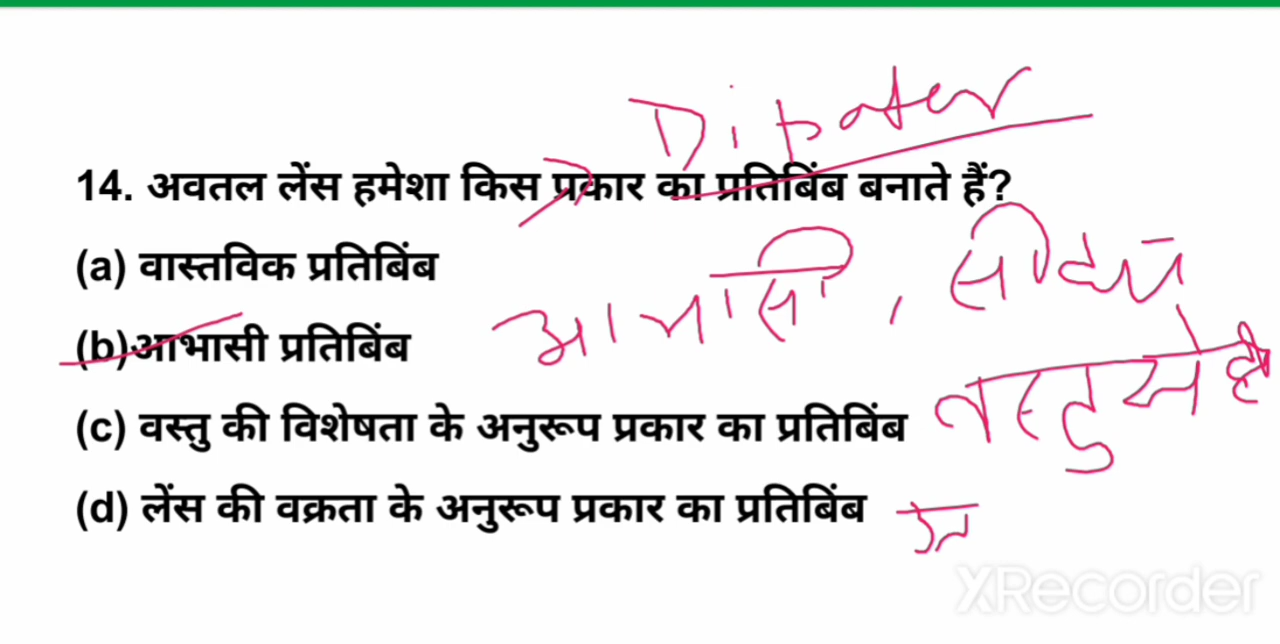 14. अवतल लेंस हमेशा किस प्रकार का प्रतिबिंब बनाते हैं?
(a) वास्तविक प्रतिबिंब
(b)आभासी प्रतिबिंब
आभासी, सीधा
(c) वस्तु की विशेषता के अनुरूप प्रकार का प्रतिबिंब
वस्तु से
(d) लेंस की वक्रता के अनुरूप प्रकार का प्रतिबिंब
XRecorder